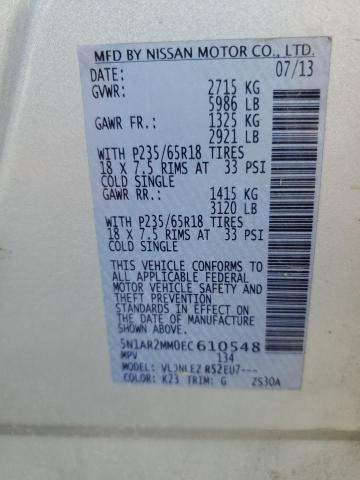 MFD BY NISSAN MOTOR CO., LTD.
DATE: 07/13
GVWR: 2715 KG
5986 LB
GAWR FR.: 1325 KG
2921 LB
WITH P235/65R18 TIRES
18 X 7.5 RIMS AT 33 PSI
COLD SINGLE
GAWR RR.: 1415 KG
3120 LB
WITH P235/65R18 TIRES
18 X 7.5 RIMS AT 33 PSI
COLD SINGLE
THIS VEHICLE CONFORMS TO
ALL APPLICABLE FEDERAL
MOTOR VEHICLE SAFETY AND
THEFT PREVENTION
STANDARDS IN EFFECT ON
THE DATE OF MANUFACTURE
SHOWN ABOVE.
5N1AR2MM0EC610548
MPV 134
MODEL: RS2EU7---
COLOR: K23 TRIM: G 2S30A